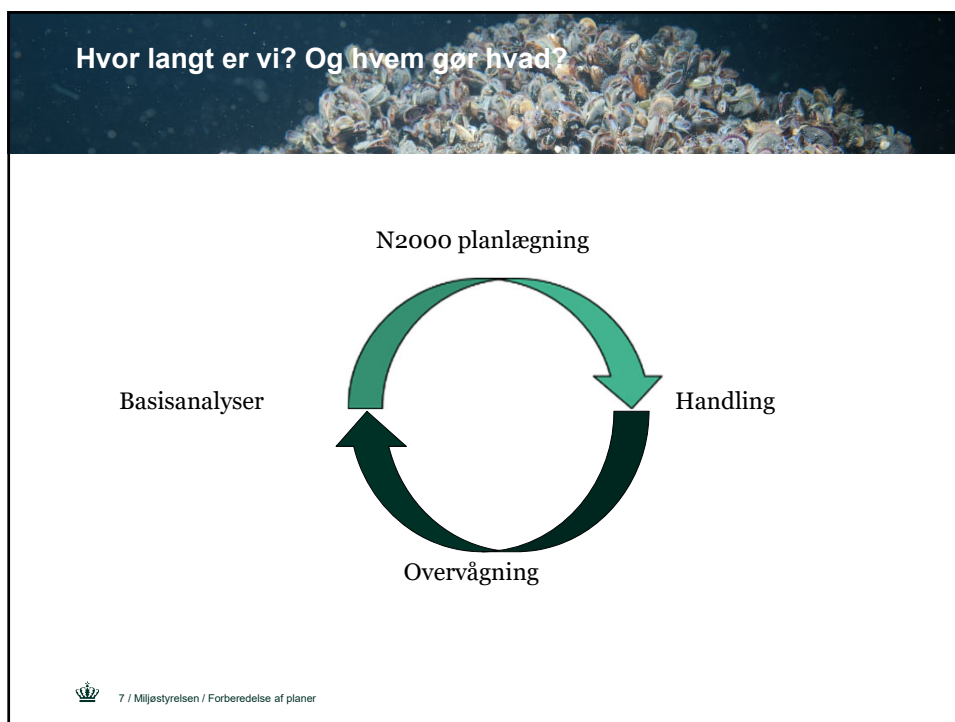 Hvor langt er vi? Og hvem gør hvad?
N2000 planlægning
Basisanalyser
Handling
Overvågning
7 / Miljøstyrelsen / Forberedelse af planer